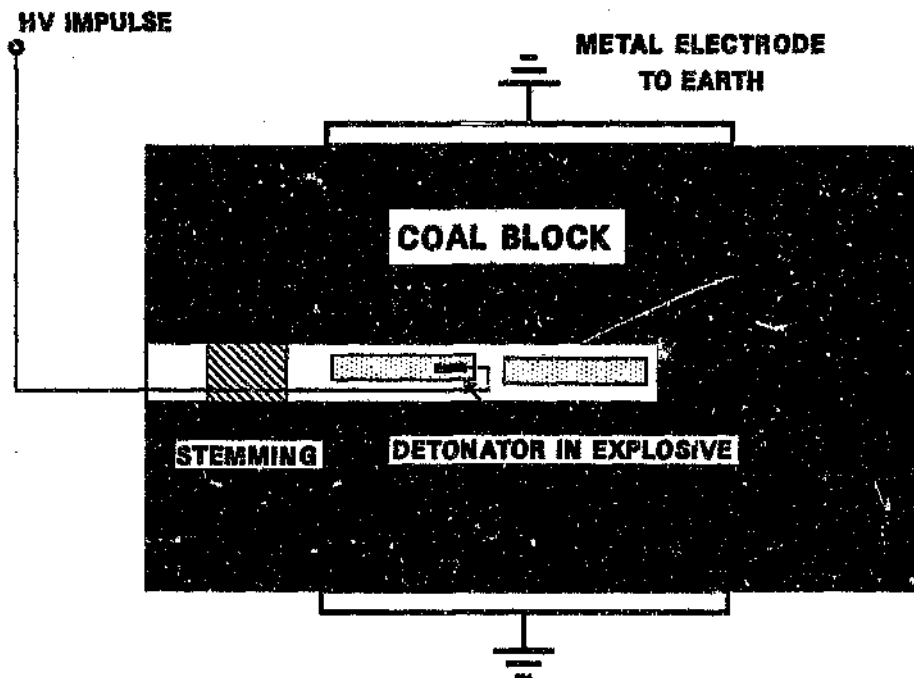 HV IMPULSE
METAL ELECTRODE
TO EARTH
COAL BLOCK
STEMMING
DETONATOR IN EXPLOSIVE